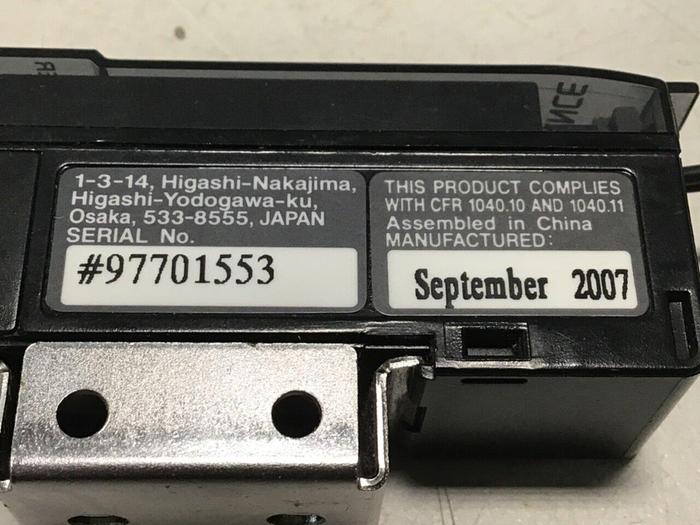 1-3-14, Higashi-Nakajima,
Higashi-Yodogawa-ku,
Osaka, 533-8555, JAPAN
SERIAL No.
#97701553
THIS PRODUCT COMPLIES
WITH CFR 1040.10 AND 1040.11
Assembled in China
MANUFACTURED:
September 2007